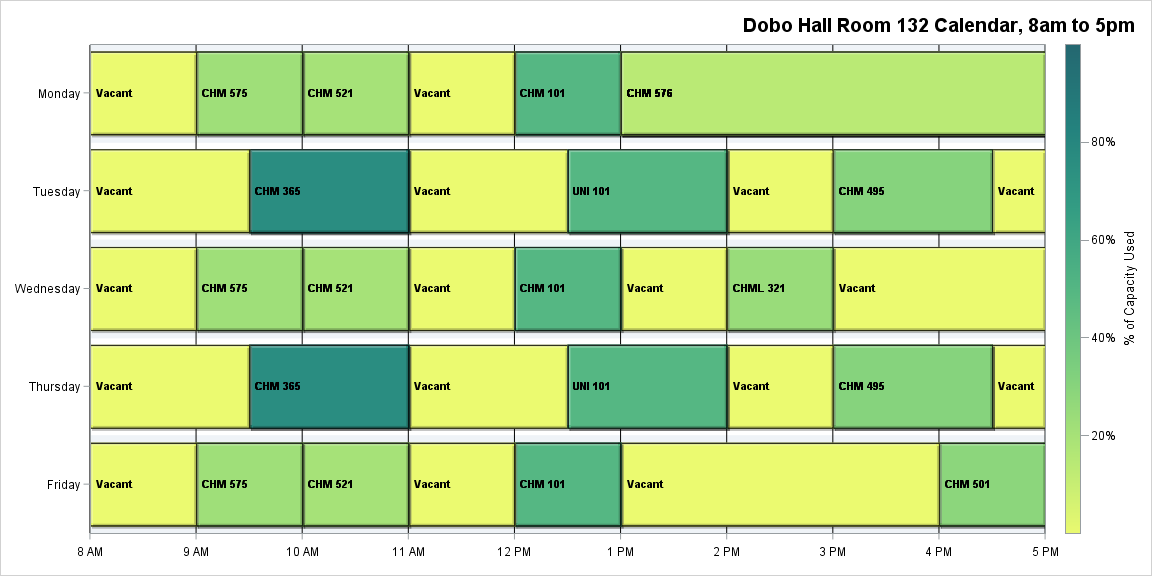 Dobo Hall Room 132 Calendar, 8am to 5pm
Monday Vacant CHM 575 CHM 521 Vacant CHM 101 CHM 576
Tuesday Vacant CHM 365 Vacant UNI 101 Vacant CHM 495 Vacant
Wednesday Vacant CHM 575 CHM 521 Vacant CHM 101 Vacant CHML 321 Vacant
Thursday Vacant CHM 365 Vacant UNI 101 Vacant CHM 495 Vacant
Friday Vacant CHM 575 CHM 521 Vacant CHM 101 Vacant CHM 501
8 AM 9 AM 10 AM 11 AM 12 PM 1 PM 2 PM 3 PM 4 PM 5 PM
80%
60%
40%
20%
% of Capacity Used